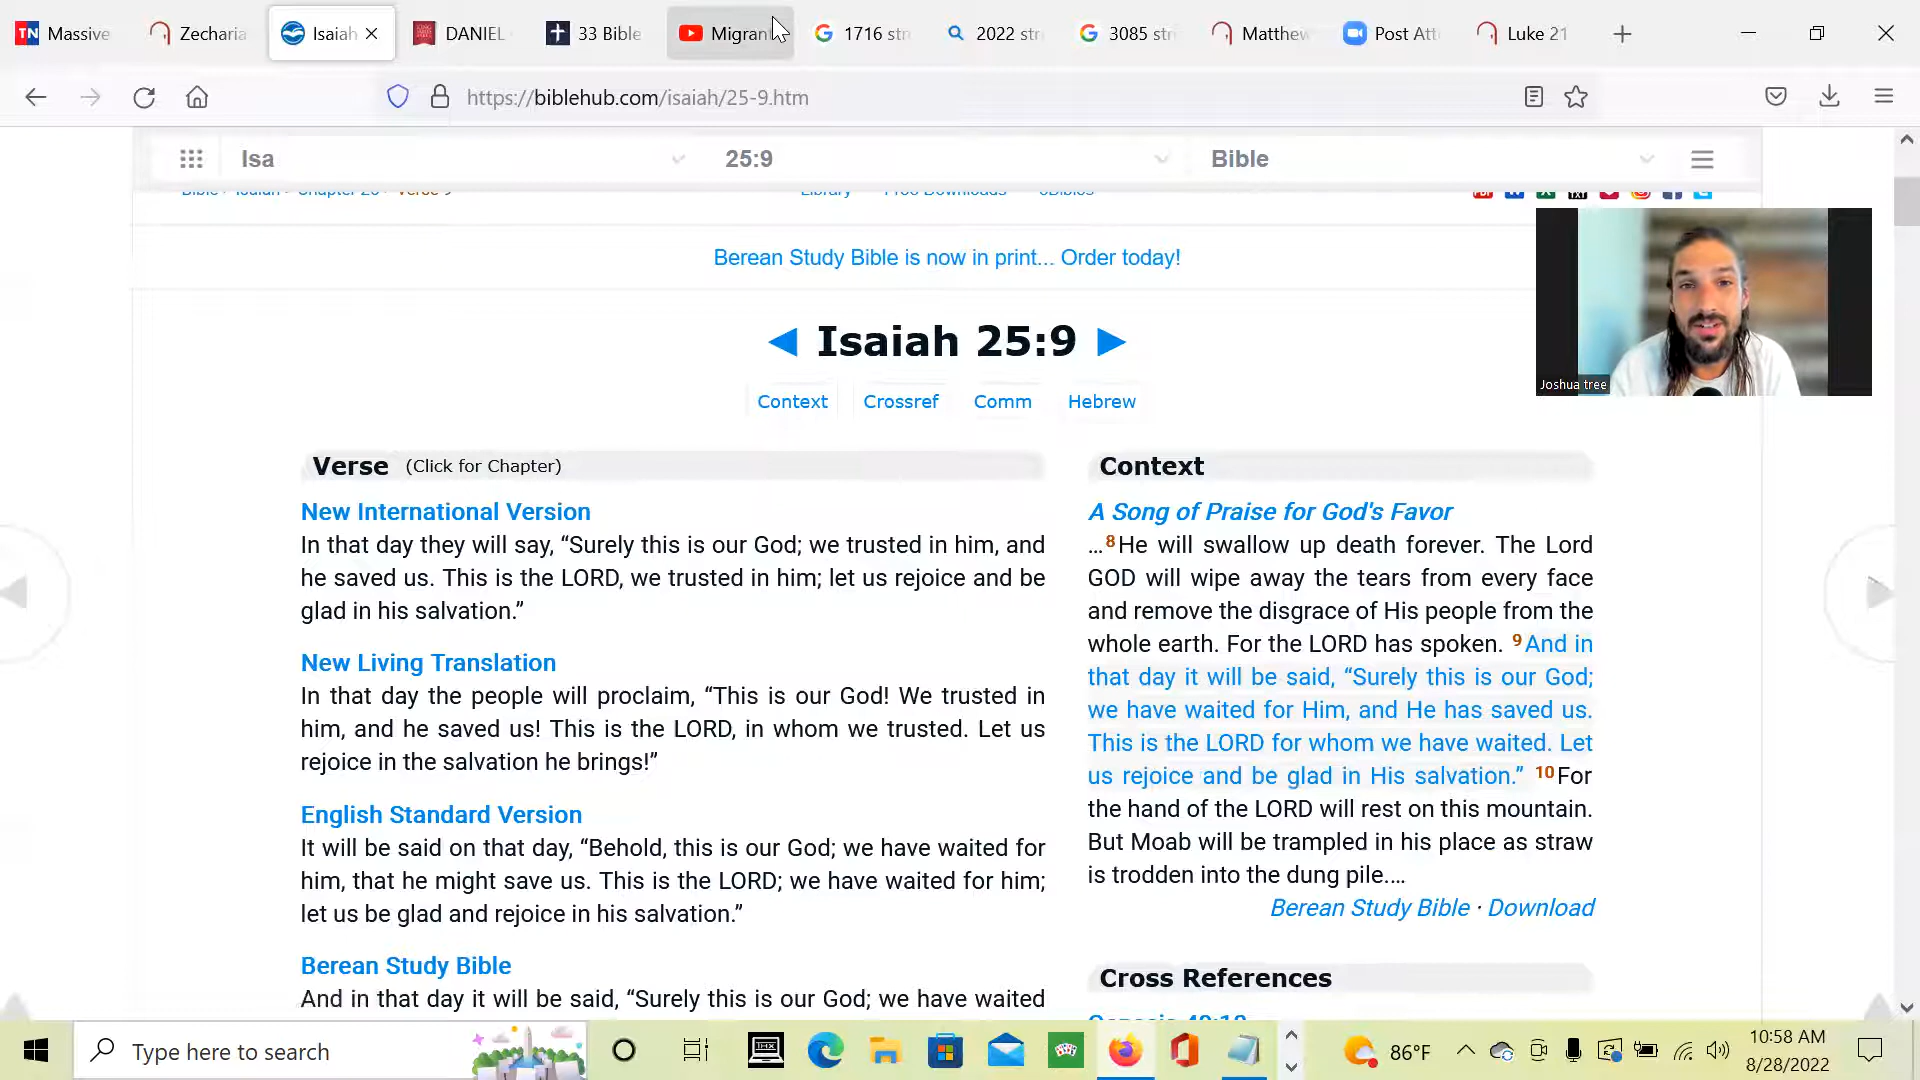 TN Massive
Zecharia
Isaiah
DANIEL
33 Bible
Migran
1716 str
2022 str
3085 str
Matthew
Post Att
Luke 21
https://biblehub.com/isaiah/25-9.htm
Isa
25:9
Bible
Bible > Isaiah > Chapter 25 > Verse 9
Library Free Downloads eBibles
Berean Study Bible is now in print... Order today!
◀ Isaiah 25:9 ▶
Context Crossref Comm Hebrew
Joshua tree
Verse (Click for Chapter)
New International Version
In that day they will say, “Surely this is our God; we trusted in him, and
he saved us. This is the LORD, we trusted in him; let us rejoice and be
glad in his salvation.”
New Living Translation
In that day the people will proclaim, “This is our God! We trusted in
him, and he saved us! This is the LORD, in whom we trusted. Let us
rejoice in the salvation he brings!”
English Standard Version
It will be said on that day, “Behold, this is our God; we have waited for
him, that he might save us. This is the LORD; we have waited for him;
let us be glad and rejoice in his salvation.”
Berean Study Bible
And in that day it will be said, “Surely this is our God; we have waited
Context
A Song of Praise for God's Favor
…8He will swallow up death forever. The Lord
GOD will wipe away the tears from every face
and remove the disgrace of His people from the
whole earth. For the LORD has spoken. 9And in
that day it will be said, “Surely this is our God;
we have waited for Him, and He has saved us.
This is the LORD for whom we have waited. Let
us rejoice and be glad in His salvation.” 10For
the hand of the LORD will rest on this mountain.
But Moab will be trampled in his place as straw
is trodden into the dung pile.…
Berean Study Bible · Download
Cross References
Type here to search
86°F
10:58 AM
8/28/2022